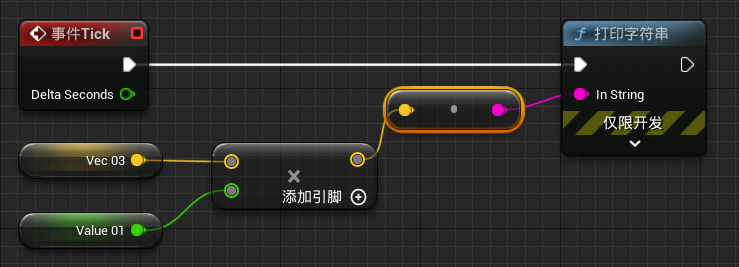 事件Tick
Delta Seconds
Vec 03
Value 01
添加引脚
打印字符串
In String
仅限开发